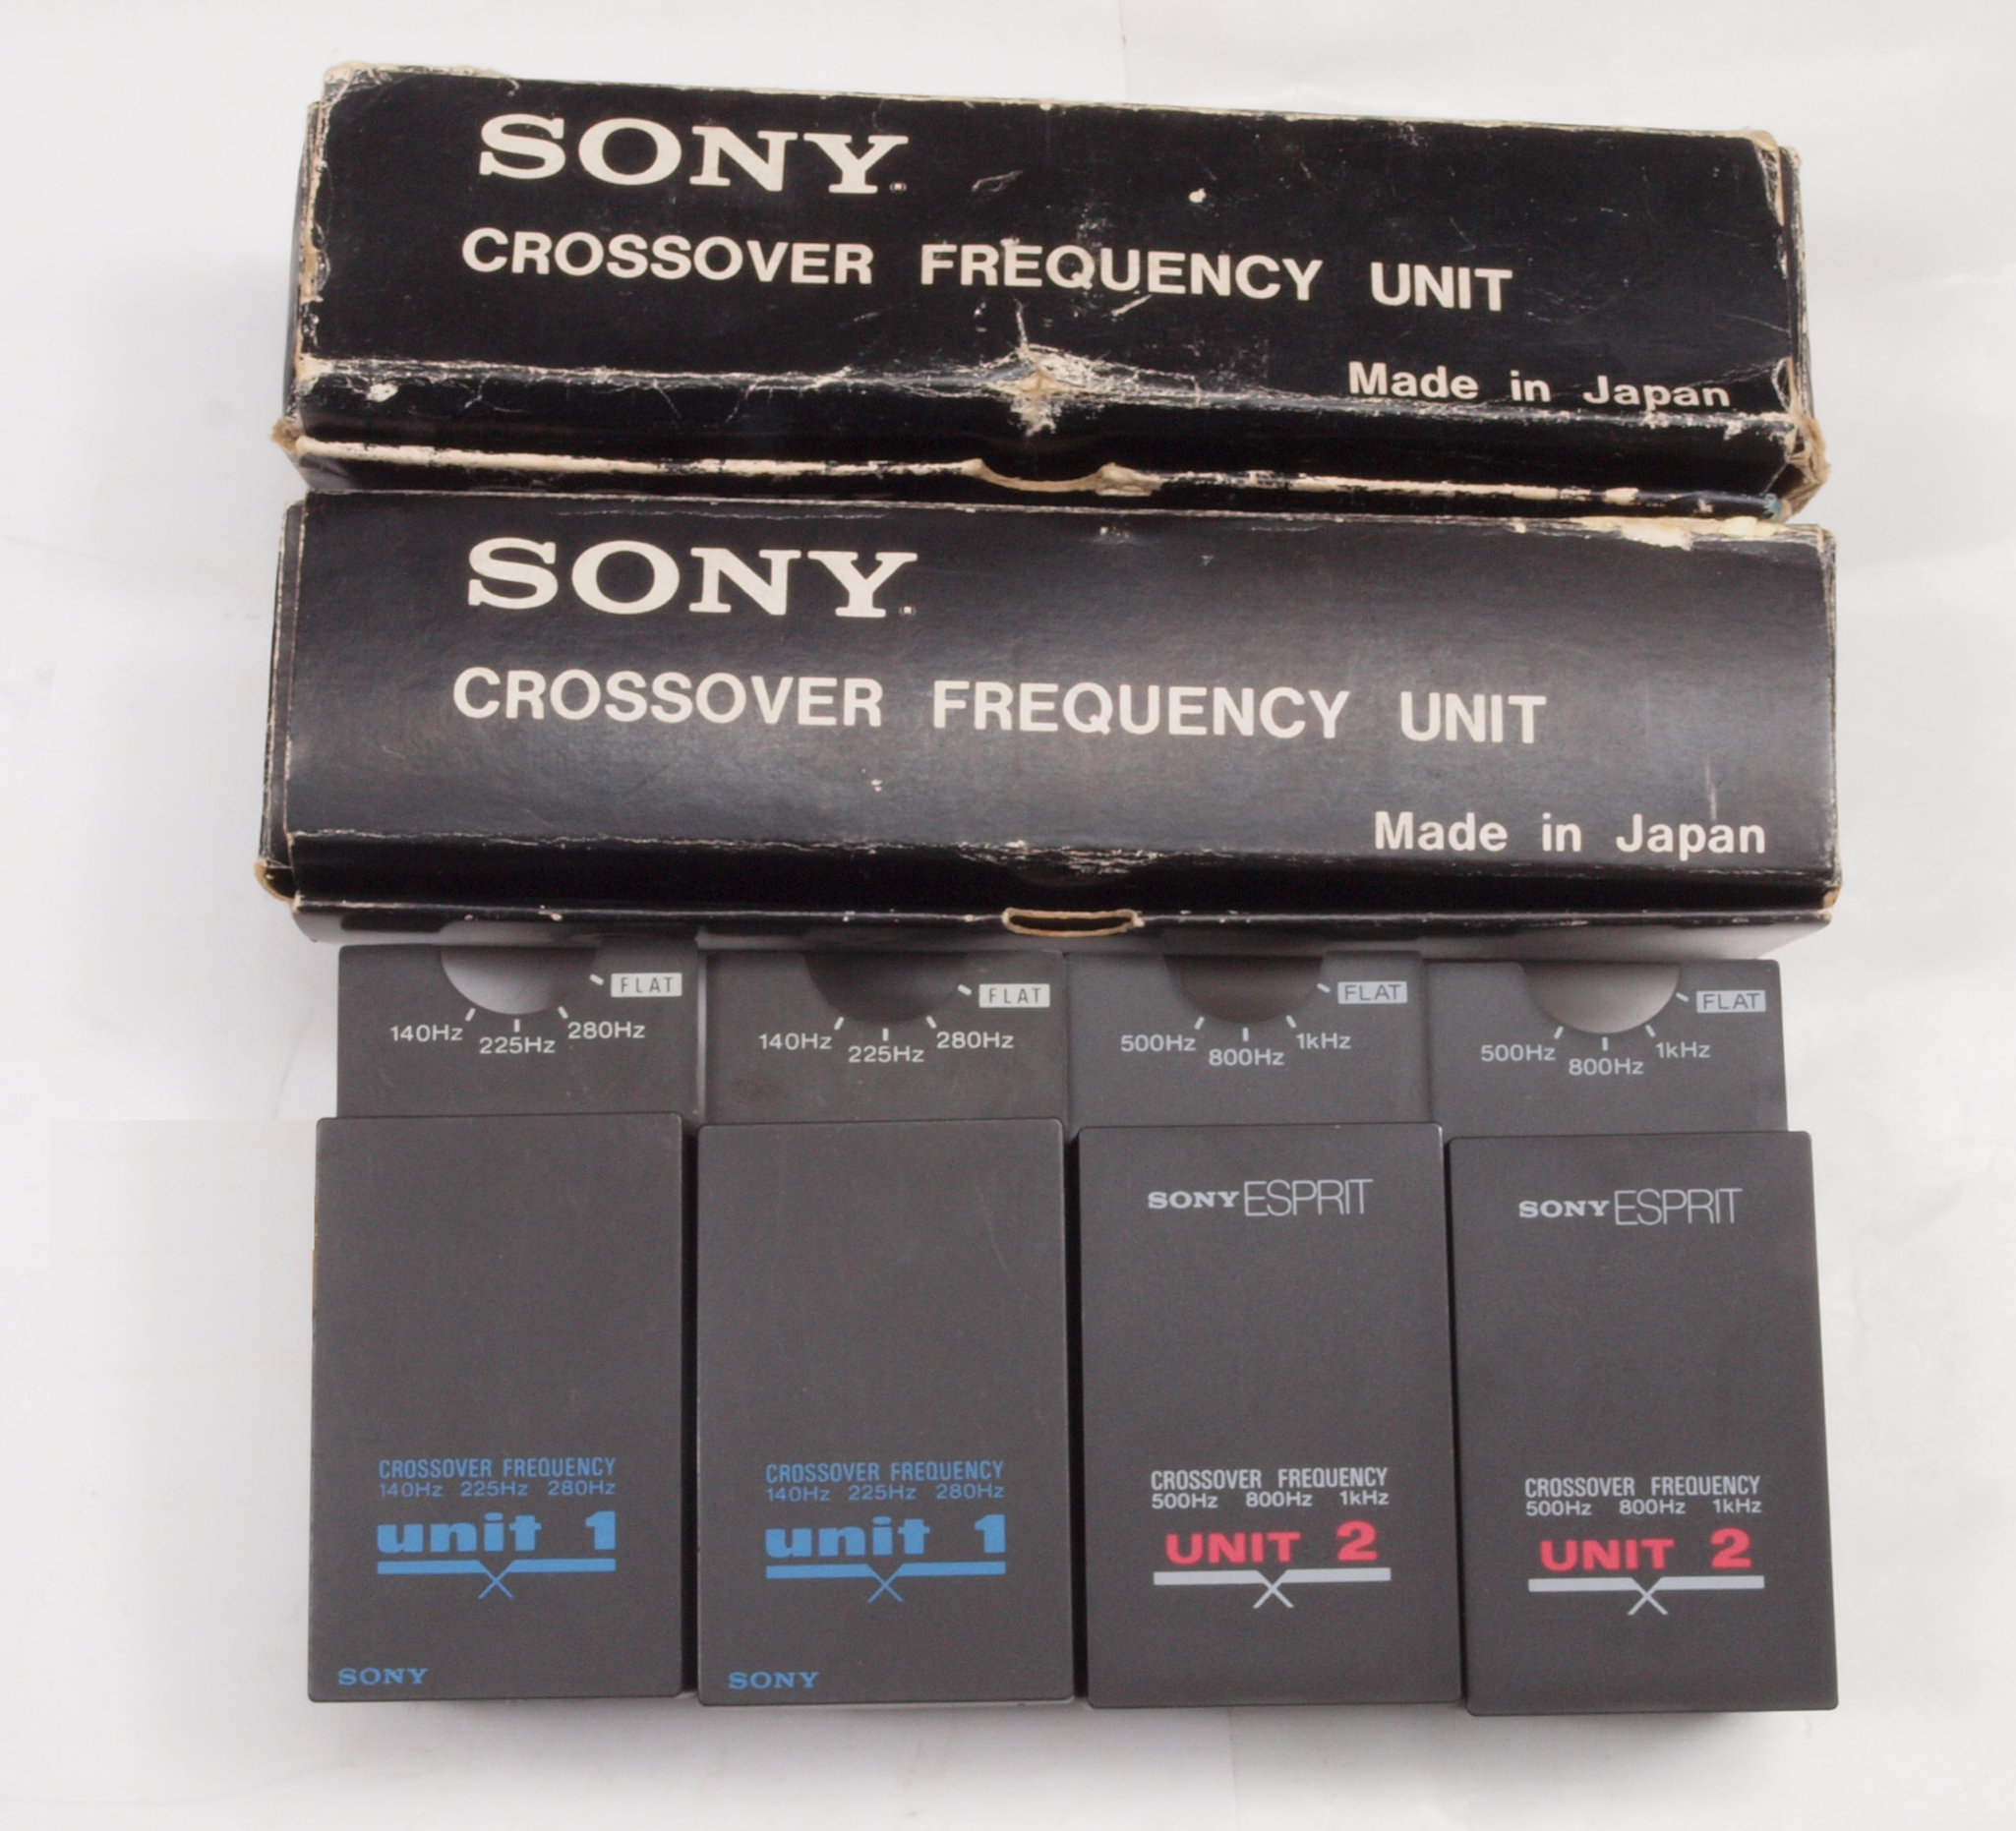 SONY
CROSSOVER FREQUENCY UNIT
Made in Japan
SONY
CROSSOVER FREQUENCY UNIT
Made in Japan
FLAT
140Hz 225Hz 280Hz
FLAT
140Hz 225Hz 280Hz
FLAT
500Hz 800Hz 1kHz
FLAT
500Hz 800Hz 1kHz
CROSSOVER FREQUENCY
140Hz 225Hz 280Hz
unit 1
SONY
CROSSOVER FREQUENCY
140Hz 225Hz 280Hz
unit 1
SONY
SONY ESPRIT
CROSSOVER FREQUENCY
500Hz 800Hz 1kHz
UNIT 2
SONY ESPRIT
CROSSOVER FREQUENCY
500Hz 800Hz 1kHz
UNIT 2